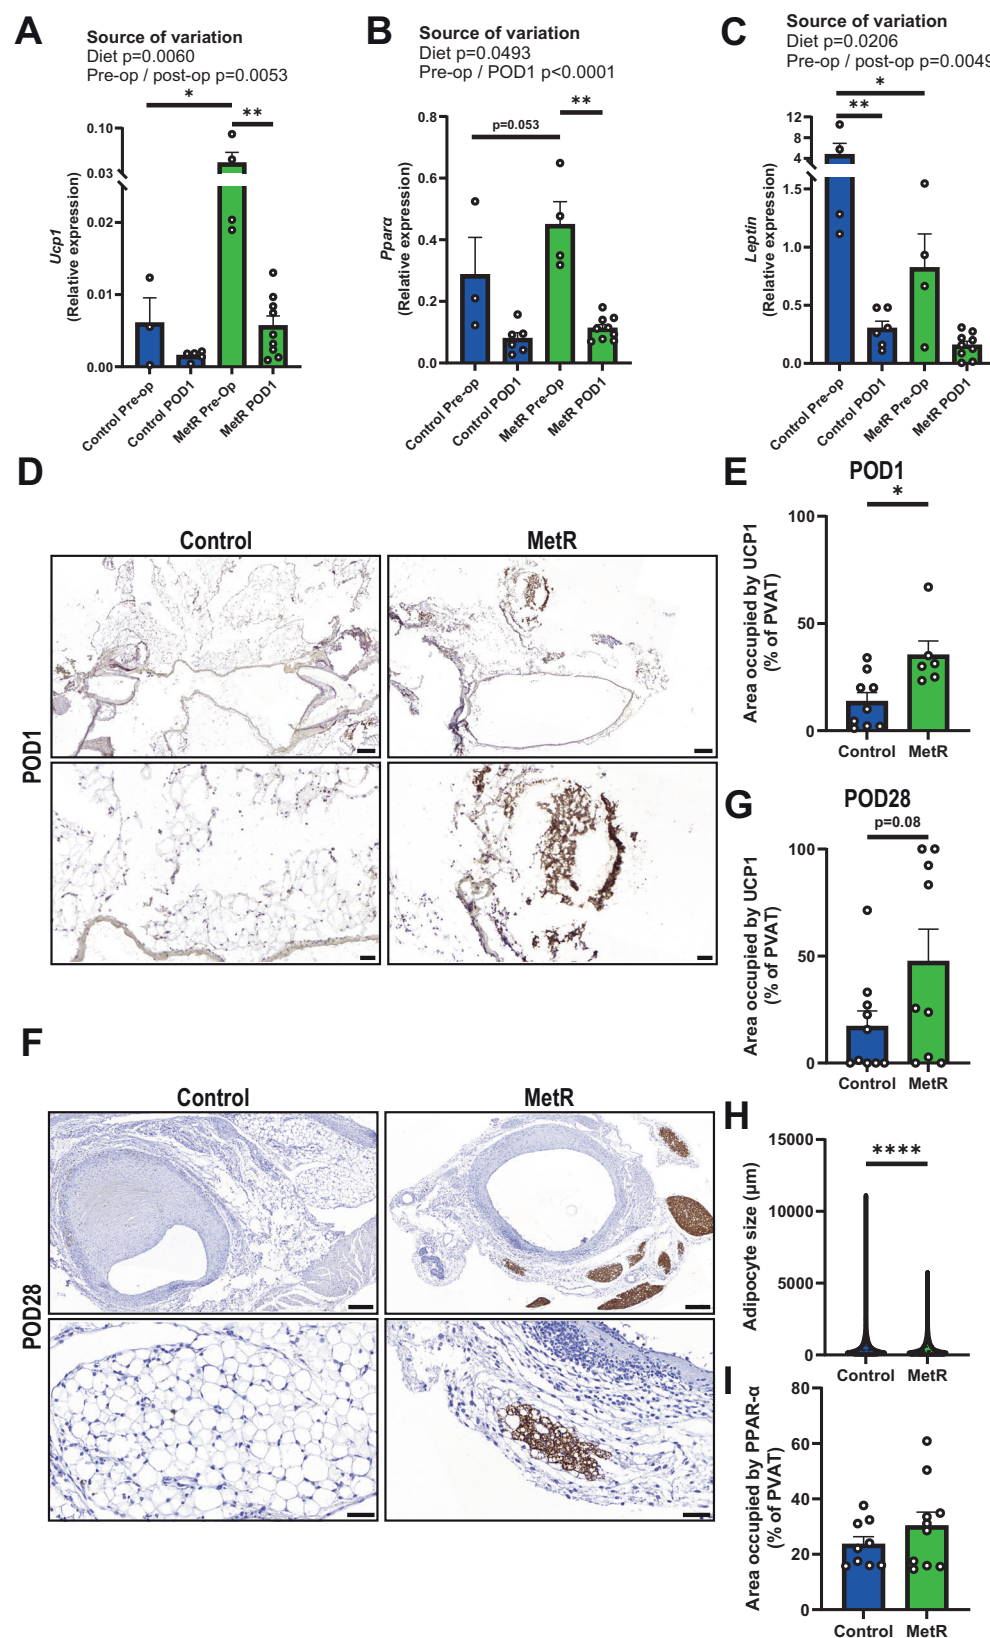 A
Source of variation
Diet p=0.0060
Pre-op / post-op p=0.0053
*
**
0.10
0.03
0.02
0.01
0.00
Ucp1
(Relative expression)
Control Pre-op
Control POD1
MetR Pre-Op
MetR POD1
B
Source of variation
Diet p=0.0493
Pre-op / POD1 p<0.0001
**
p=0.053
0.8
0.6
0.4
0.2
0.0
Pparα
(Relative expression)
Control Pre-op
Control POD1
MetR Pre-Op
MetR POD1
C
Source of variation
Diet p=0.0206
Pre-op / post-op p=0.0049
*
**
12
8
4
1.5
1.0
0.5
0.0
Leptin
(Relative expression)
Control Pre-op
Control POD1
MetR Pre-Op
MetR POD1
D
Control
MetR
POD1
E
POD1
*
100
50
0
Area occupied by UCP1
(% of PVAT)
Control
MetR
F
Control
MetR
POD28
G
POD28
p=0.08
100
50
0
Area occupied by UCP1
(% of PVAT)
Control
MetR
H
****
15000
10000
5000
0
Adipocyte size (µm)
Control
MetR
I
80
60
40
20
0
Area occupied by PPAR-α
(% of PVAT)
Control
MetR